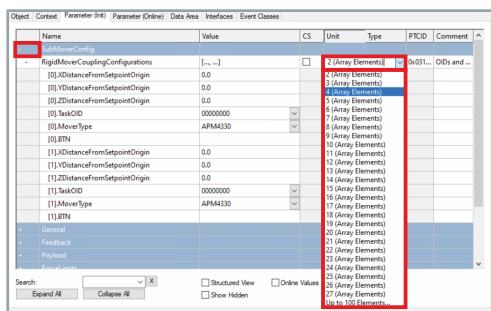 Object Context Parameter (Init) Parameter (Online) Data Area Interfaces Event Classes
Name Value CS Unit Type PTCID Comment
- SubMoverConfig
- RigidMoverCouplingConfigurations [..., ...] 2 (Array Elements) 0x031... OIDs and ...
[0].XDistanceFromSetpointOrigin 0.0 2 (Array Elements)
3 (Array Elements)
[0].YDistanceFromSetpointOrigin 0.0 4 (Array Elements)
[0].ZDistanceFromSetpointOrigin 0.0 5 (Array Elements)
6 (Array Elements)
[0].TaskOID 00000000 7 (Array Elements)
[0].MoverType APM4330 8 (Array Elements)
9 (Array Elements)
[0].BTN 10 (Array Elements)
11 (Array Elements)
[1].XDistanceFromSetpointOrigin 0.0 12 (Array Elements)
[1].YDistanceFromSetpointOrigin 0.0 13 (Array Elements)
14 (Array Elements)
[1].ZDistanceFromSetpointOrigin 0.0 15 (Array Elements)
[1].TaskOID 00000000 16 (Array Elements)
[1].MoverType APM4330 17 (Array Elements)
18 (Array Elements)
[1].BTN 19 (Array Elements)
20 (Array Elements)
+ General 21 (Array Elements)
+ Feedback 22 (Array Elements)
23 (Array Elements)
+ Payload 24 (Array Elements)
25 (Array Elements)
Search: X Structured View Online Values 26 (Array Elements)
27 (Array Elements)
Expand All Collapse All Show Hidden Up to 100 Elements...